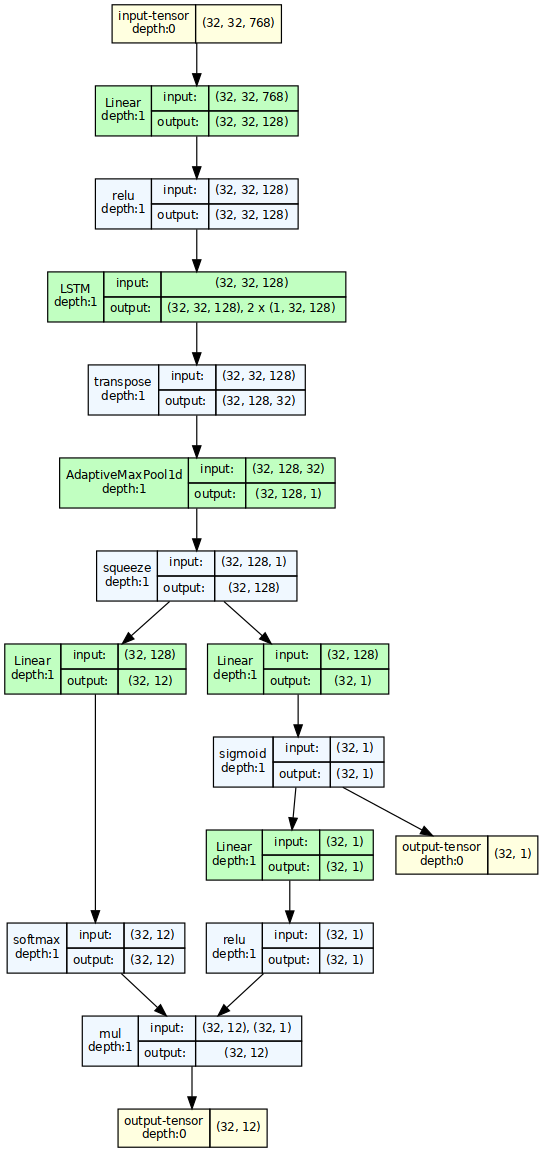 input-tensor
depth:0
(32, 32, 768)
Linear
depth:1
input:
(32, 32, 768)
output:
(32, 32, 128)
relu
depth:1
input:
(32, 32, 128)
output:
(32, 32, 128)
LSTM
depth:1
input:
(32, 32, 128)
output:
(32, 32, 128), 2 x (1, 32, 128)
transpose
depth:1
input:
(32, 32, 128)
output:
(32, 128, 32)
AdaptiveMaxPool1d
depth:1
input:
(32, 128, 32)
output:
(32, 128, 1)
squeeze
depth:1
input:
(32, 128, 1)
output:
(32, 128)
Linear
depth:1
input:
(32, 128)
output:
(32, 12)
Linear
depth:1
input:
(32, 128)
output:
(32, 1)
sigmoid
depth:1
input:
(32, 1)
output:
(32, 1)
Linear
depth:1
input:
(32, 1)
output:
(32, 1)
output-tensor
depth:0
(32, 1)
softmax
depth:1
input:
(32, 12)
output:
(32, 12)
relu
depth:1
input:
(32, 1)
output:
(32, 1)
mul
depth:1
input:
(32, 12), (32, 1)
output:
(32, 12)
output-tensor
depth:0
(32, 12)